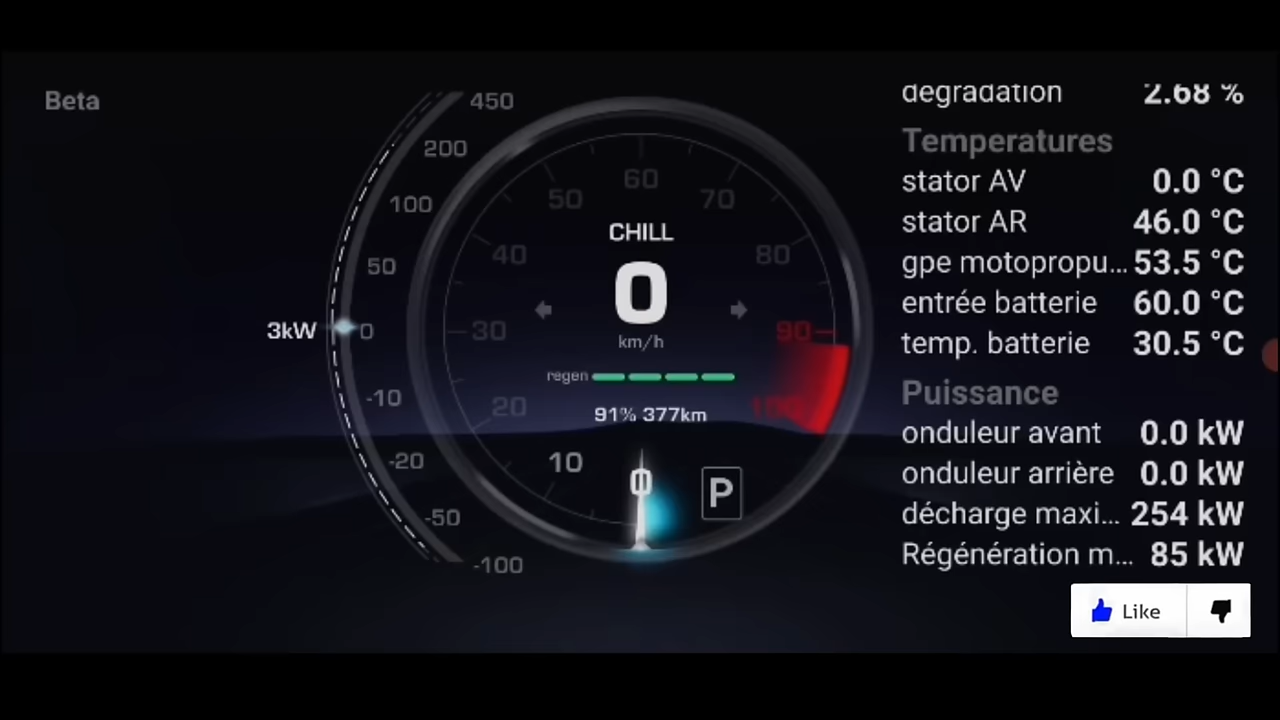 Beta
450
200
100
50
3kW
0
-10
-20
-50
-100
60
50
70
40
80
30
90
20
100
10
0
CHILL
0
km/h
regen
91% 377km
P
degradation 2.68 %
Temperatures
stator AV 0.0 °C
stator AR 46.0 °C
gpe motopropu... 53.5 °C
entrée batterie 60.0 °C
temp. batterie 30.5 °C
Puissance
onduleur avant 0.0 kW
onduleur arrière 0.0 kW
décharge maxi... 254 kW
Régénération m... 85 kW
Like